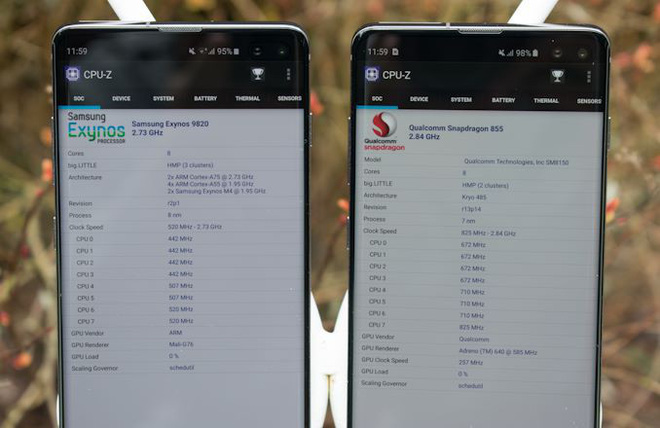 11:59
95%
CPU-Z
SOC DEVICE SYSTEM BATTERY THERMAL SENSORS
Samsung
Exynos
PROCESSOR
Samsung Exynos 9820
2.73 GHz
Cores 8
big.LITTLE HMP (3 clusters)
Architecture 2x ARM Cortex-A75 @ 2.73 GHz
4x ARM Cortex-A55 @ 1.95 GHz
2x Samsung Exynos M4 @ 1.95 GHz
Revision r2p1
Process 8 nm
Clock Speed 520 MHz - 2.73 GHz
CPU 0 442 MHz
CPU 1 442 MHz
CPU 2 442 MHz
CPU 3 442 MHz
CPU 4 507 MHz
CPU 5 507 MHz
CPU 6 520 MHz
CPU 7 520 MHz
GPU Vendor ARM
GPU Renderer Mali-G76
GPU Load 0 %
Scaling Governor schedutil
11:59
98%
CPU-Z
SOC DEVICE SYSTEM BATTERY THERMAL SENSORS
Qualcomm
snapdragon
Qualcomm Snapdragon 855
2.84 GHz
Model Qualcomm Technologies, Inc SM8150
Cores 8
big.LITTLE HMP (2 clusters)
Architecture Kryo 485
Revision r13p14
Process 7 nm
Clock Speed 825 MHz - 2.84 GHz
CPU 0 672 MHz
CPU 1 672 MHz
CPU 2 672 MHz
CPU 3 672 MHz
CPU 4 710 MHz
CPU 5 710 MHz
CPU 6 710 MHz
CPU 7 825 MHz
GPU Vendor Qualcomm
GPU Renderer Adreno (TM) 640 @ 585 MHz
GPU Clock Speed 257 MHz
GPU Load 0 %
Scaling Governor schedutil